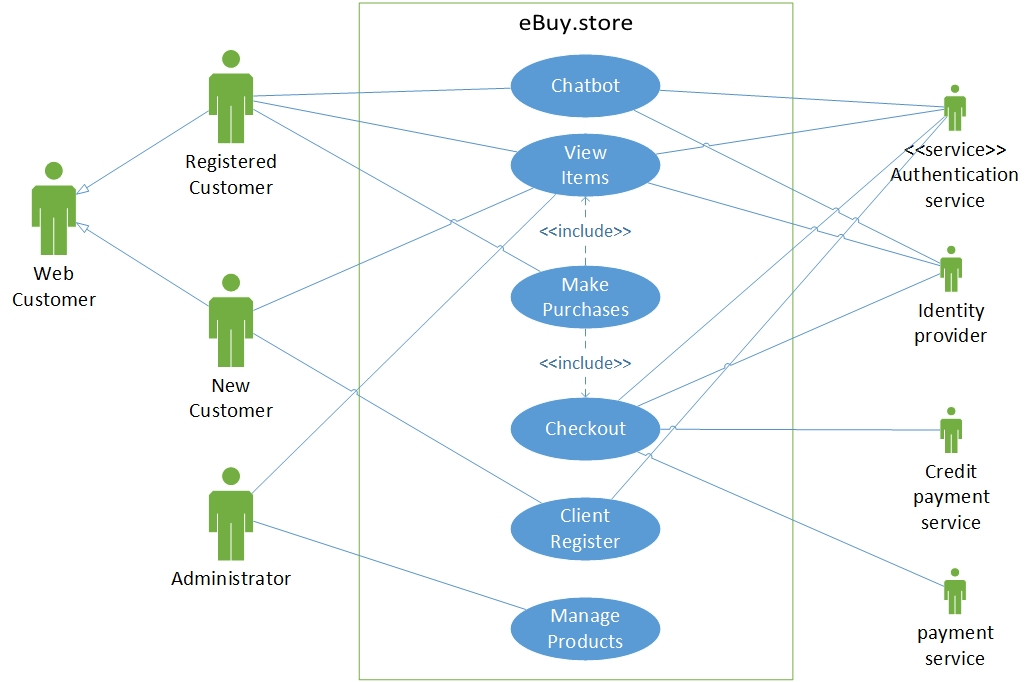 eBuy.store
Chatbot
Registered
Customer
View
Items
<<service>>
Authentication
service
<<include>>
Web
Customer
Make
Purchases
Identity
provider
<<include>>
New
Customer
Checkout
Credit
payment
service
Client
Register
Administrator
Manage
Products
payment
service